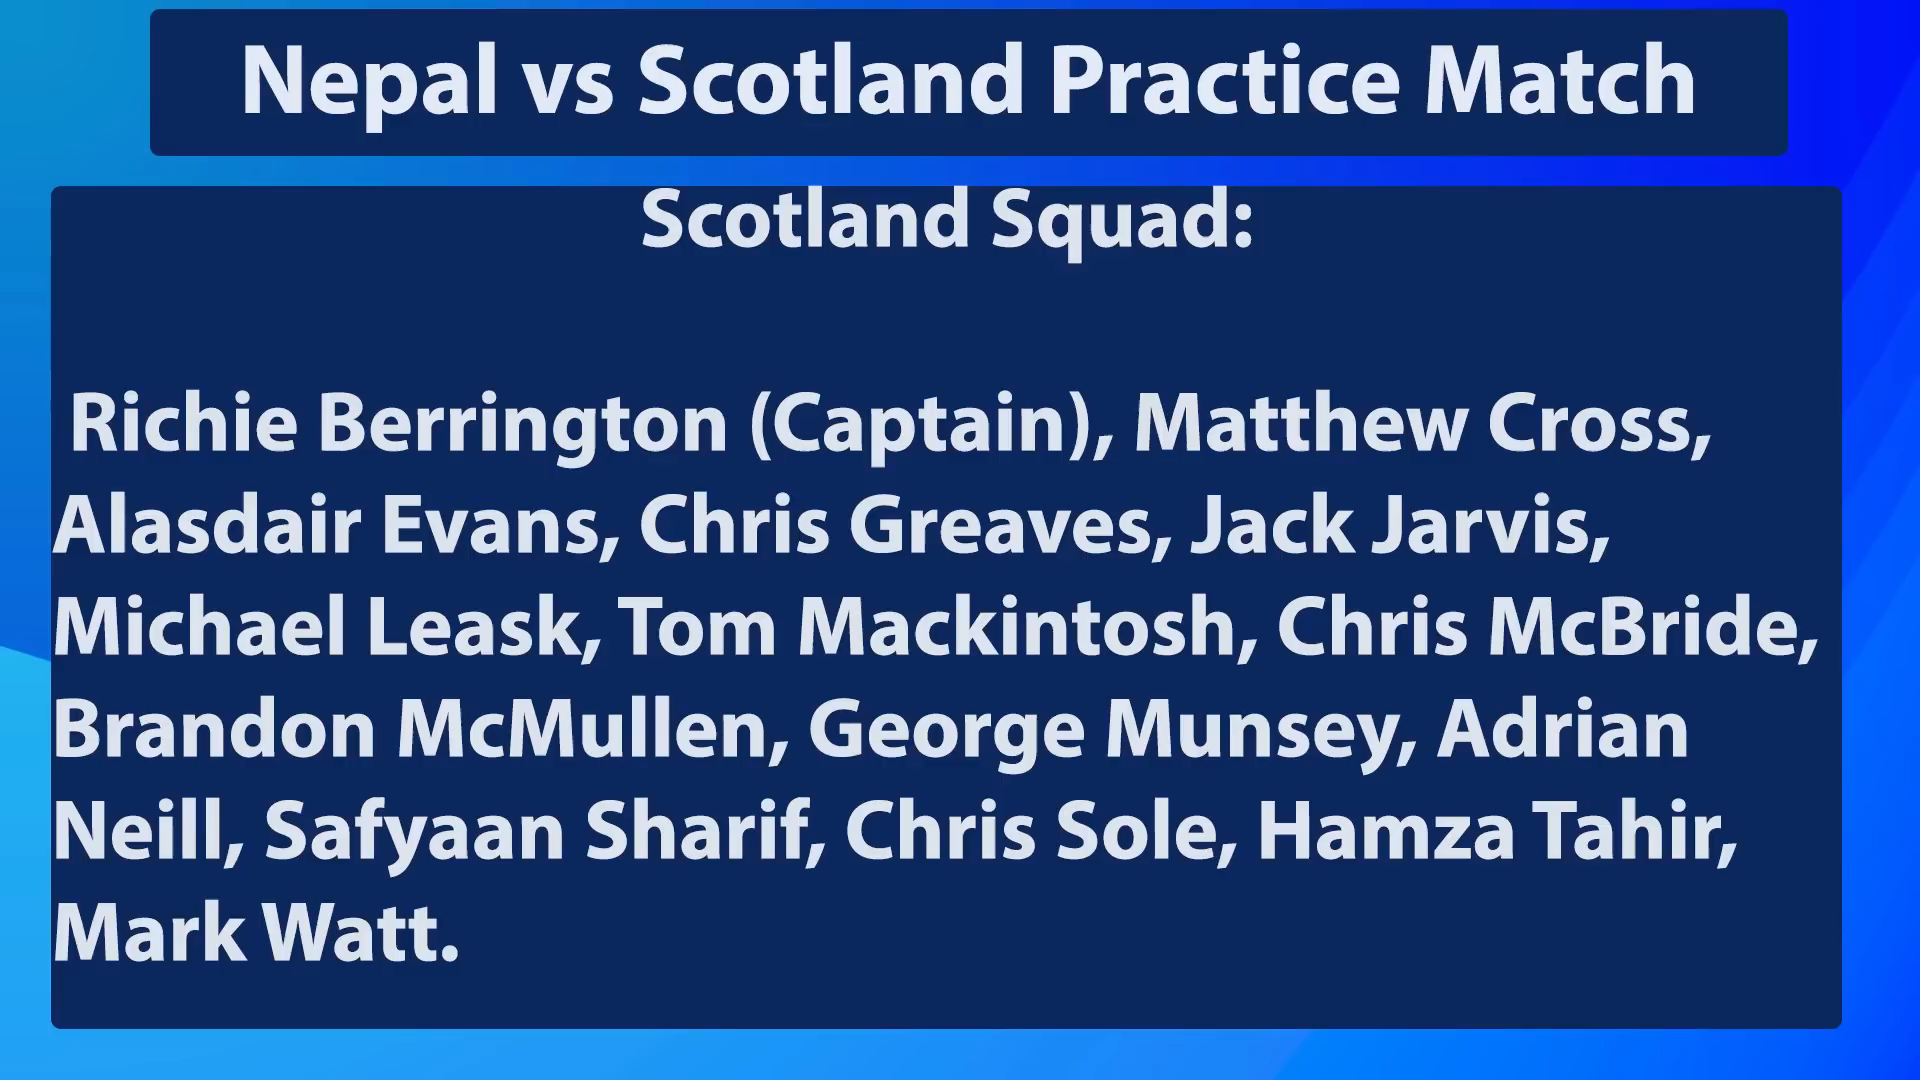 Nepal vs Scotland Practice Match
Scotland Squad:
Richie Berrington (Captain), Matthew Cross,
Alasdair Evans, Chris Greaves, Jack Jarvis,
Michael Leask, Tom Mackintosh, Chris McBride,
Brandon McMullen, George Munsey, Adrian
Neill, Safyaan Sharif, Chris Sole, Hamza Tahir,
Mark Watt.